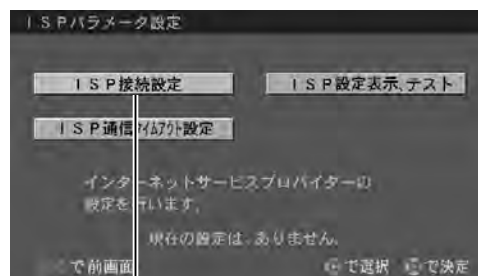 ISPパラメータ設定
ISP接続設定
ISP設定表示、テスト
ISP通信タイムアウト設定
インターネットサービスプロバイダーの
設定を行います。
現在の設定は、ありません。
で前画面
で選択
で決定